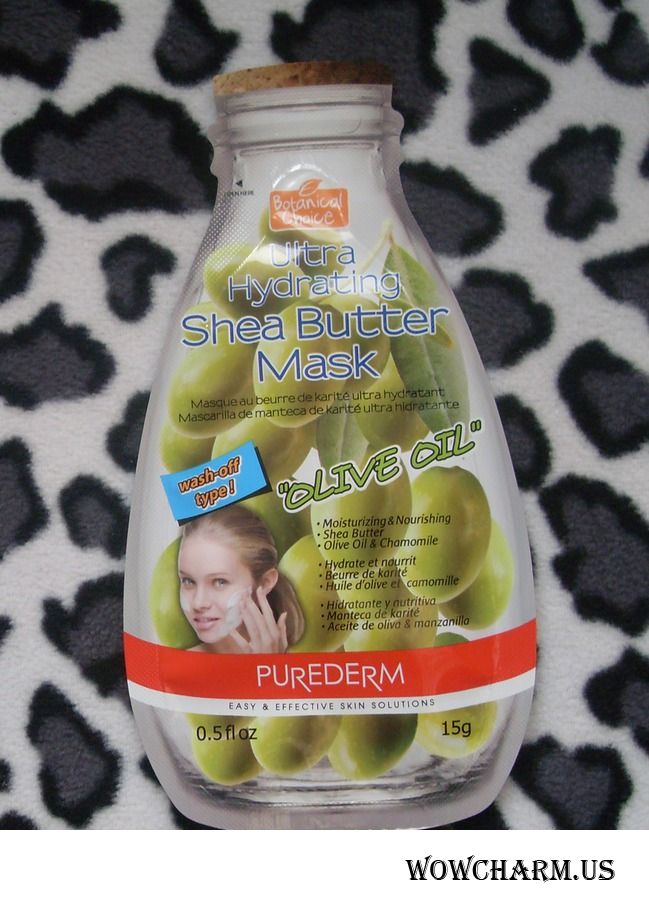 OPEN HERE
Botanical
Choice
Ultra
Hydrating
Shea Butter
Mask
Masque au beurre de karité ultra hydratant
Mascarilla de manteca de karité ultra hidratante
wash-off
type!
"OLIVE OIL"
• Moisturizing & Nourishing
• Shea Butter
• Olive Oil & Chamomile
• Hydrate et nourrit
• Beurre de karité
• Huile d'olive et camomille
• Hidratante y nutritiva
• Manteca de karité
• Aceite de oliva & manzanilla
PUREDERM
EASY & EFFECTIVE SKIN SOLUTIONS
0.5 fl oz 15g
WOWCHARM.US